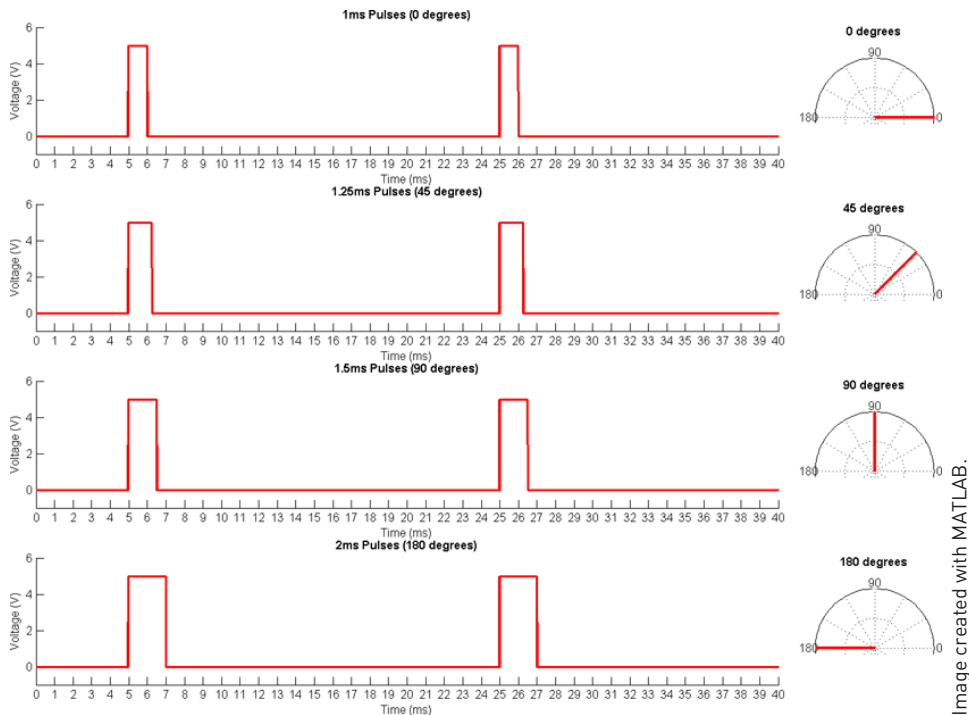 1ms Pulses (0 degrees)
6
4
2
0
Voltage (V)
0 1 2 3 4 5 6 7 8 9 10 11 12 13 14 15 16 17 18 19 20 21 22 23 24 25 26 27 28 29 30 31 32 33 34 35 36 37 38 39 40
Time (ms)
0 degrees
90
180 0
1.25ms Pulses (45 degrees)
6
4
2
0
Voltage (V)
0 1 2 3 4 5 6 7 8 9 10 11 12 13 14 15 16 17 18 19 20 21 22 23 24 25 26 27 28 29 30 31 32 33 34 35 36 37 38 39 40
Time (ms)
45 degrees
90
180 0
1.5ms Pulses (90 degrees)
6
4
2
0
Voltage (V)
0 1 2 3 4 5 6 7 8 9 10 11 12 13 14 15 16 17 18 19 20 21 22 23 24 25 26 27 28 29 30 31 32 33 34 35 36 37 38 39 40
Time (ms)
90 degrees
90
180 0
2ms Pulses (180 degrees)
6
4
2
0
Voltage (V)
0 1 2 3 4 5 6 7 8 9 10 11 12 13 14 15 16 17 18 19 20 21 22 23 24 25 26 27 28 29 30 31 32 33 34 35 36 37 38 39 40
Time (ms)
180 degrees
90
180 0
Image created with MATLAB.